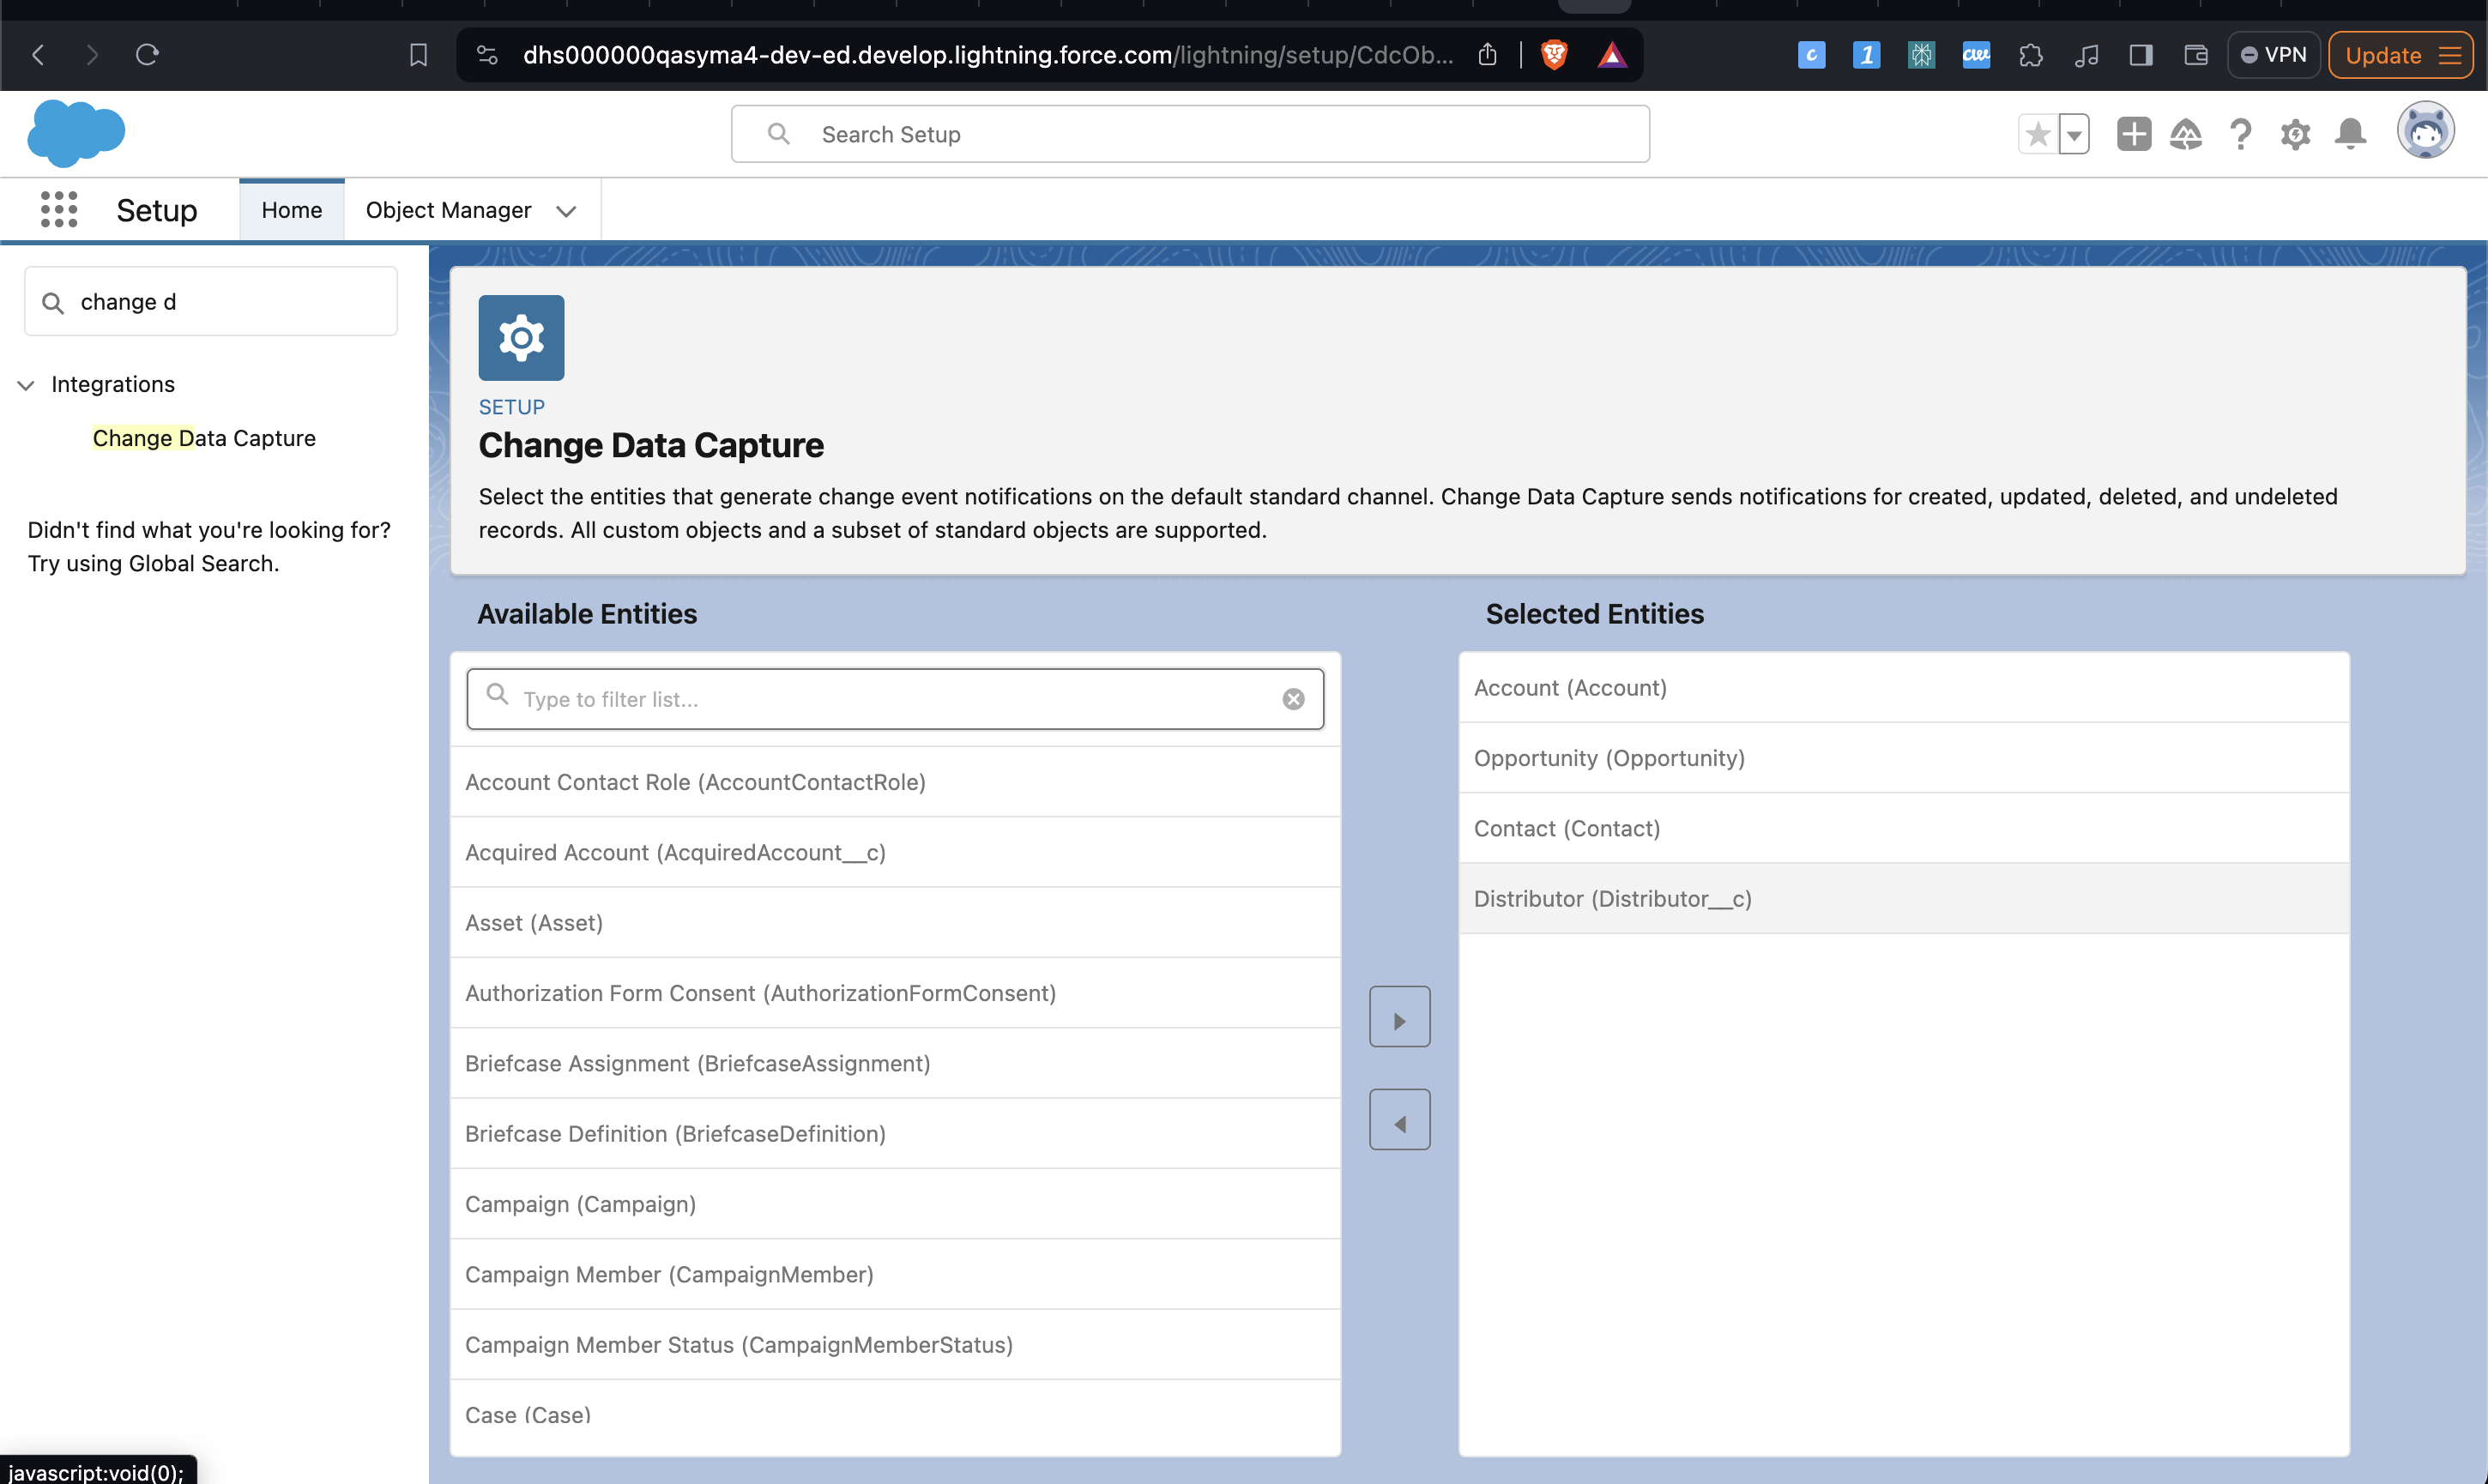 dhs000000qasyma4-dev-ed.develop.lightning.force.com/lightning/setup/CdcOb...
VPN
Update
Search Setup
Setup
Home
Object Manager
change d
Integrations
Change Data Capture
Didn't find what you're looking for?
Try using Global Search.
SETUP
Change Data Capture
Select the entities that generate change event notifications on the default standard channel. Change Data Capture sends notifications for created, updated, deleted, and undeleted
records. All custom objects and a subset of standard objects are supported.
Available Entities
Type to filter list...
Account Contact Role (AccountContactRole)
Acquired Account (AcquiredAccount__c)
Asset (Asset)
Authorization Form Consent (AuthorizationFormConsent)
Briefcase Assignment (BriefcaseAssignment)
Briefcase Definition (BriefcaseDefinition)
Campaign (Campaign)
Campaign Member (CampaignMember)
Campaign Member Status (CampaignMemberStatus)
Case (Case)
Selected Entities
Account (Account)
Opportunity (Opportunity)
Contact (Contact)
Distributor (Distributor__c)
javascript:void(0);